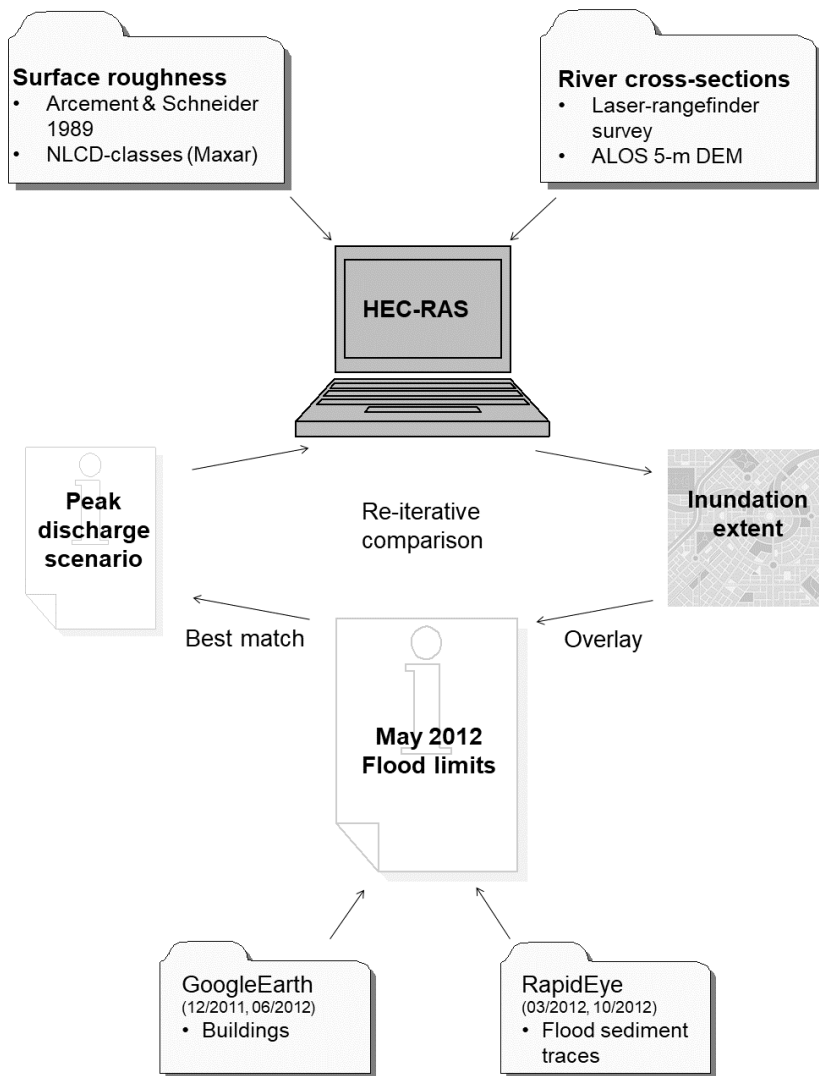 Surface roughness
• Arcement & Schneider
1989
• NLCD-classes (Maxar)
River cross-sections
• Laser-rangefinder
survey
• ALOS 5-m DEM
HEC-RAS
Peak
discharge
scenario
Re-iterative
comparison
Inundation
extent
Best match
Overlay
May 2012
Flood limits
GoogleEarth
(12/2011, 06/2012)
• Buildings
RapidEye
(03/2012, 10/2012)
• Flood sediment
traces